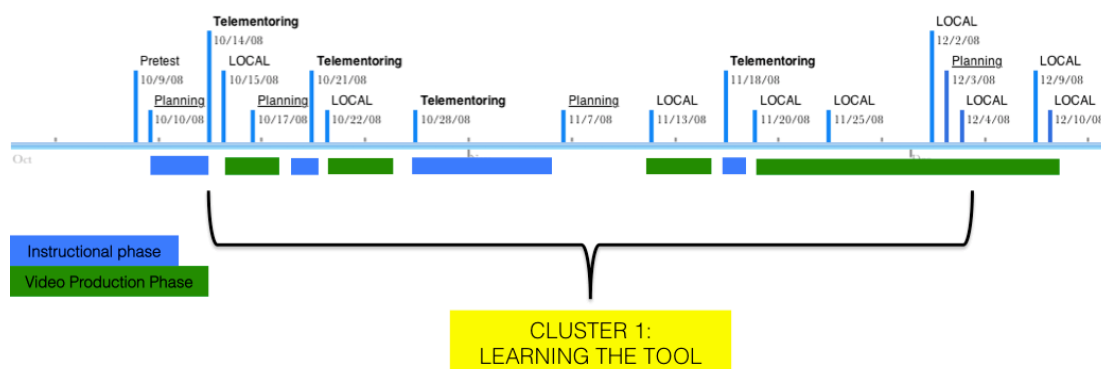 Telementoring
10/14/08
LOCAL
12/2/08
Pretest
10/9/08
LOCAL
10/15/08
Telementoring
10/21/08
Telementoring
11/18/08
Planning
12/3/08
LOCAL
12/9/08
Planning
10/10/08
Planning
10/17/08
LOCAL
10/22/08
Telementoring
10/28/08
Planning
11/7/08
LOCAL
11/13/08
LOCAL
11/20/08
LOCAL
11/25/08
LOCAL
12/4/08
LOCAL
12/10/08
Oct
Instructional phase
Video Production Phase
CLUSTER 1:
LEARNING THE TOOL